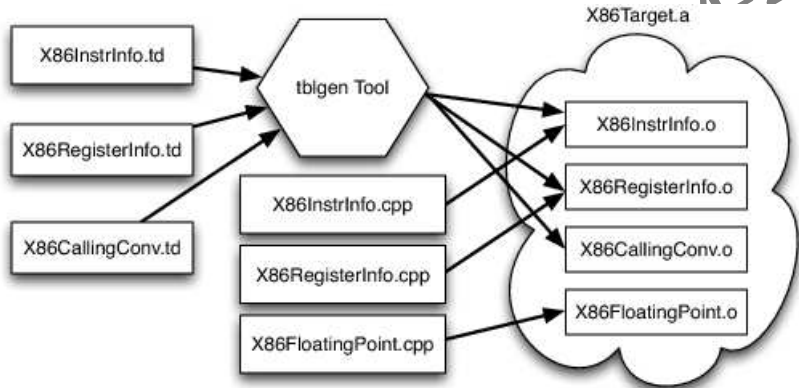 X86Target.a
X86InstrInfo.td
tblgen Tool
X86InstrInfo.o
X86RegisterInfo.td
X86RegisterInfo.o
X86InstrInfo.cpp
X86CallingConv.td
X86CallingConv.o
X86RegisterInfo.cpp
X86FloatingPoint.o
X86FloatingPoint.cpp